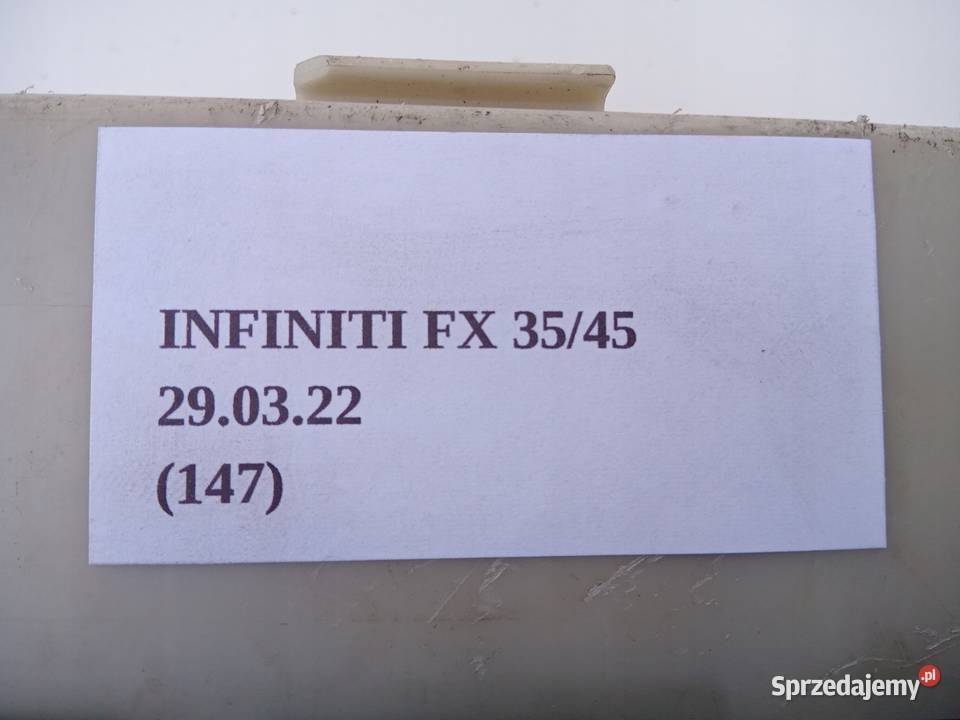 INFINITI FX 35/45
29.03.22
(147)
Sprzedajemy.pl